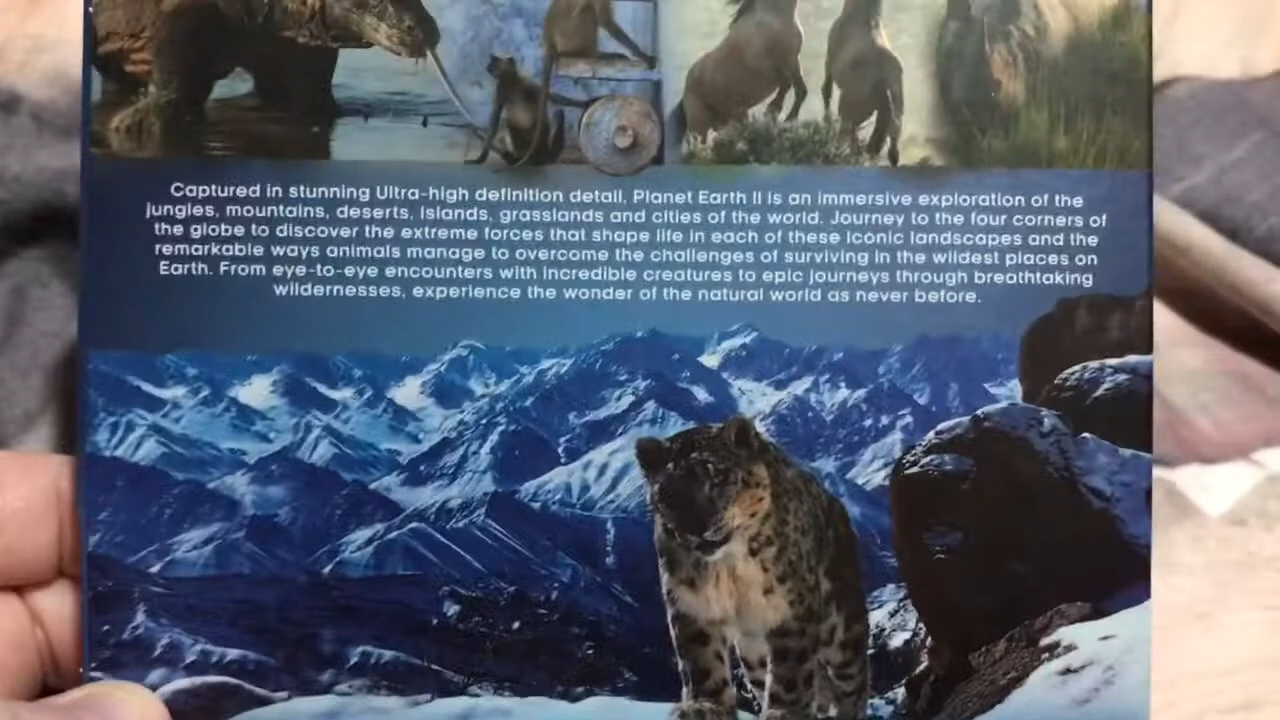 Captured in stunning Ultra-high definition detail, Planet Earth II is an immersive exploration of the
jungles, mountains, deserts, islands, grasslands and cities of the world. Journey to the four corners of
the globe to discover the extreme forces that shape life in each of these iconic landscapes and the
remarkable ways animals manage to overcome the challenges of surviving in the wildest places on
Earth. From eye-to-eye encounters with incredible creatures to epic journeys through breathtaking
wildernesses, experience the wonder of the natural world as never before.